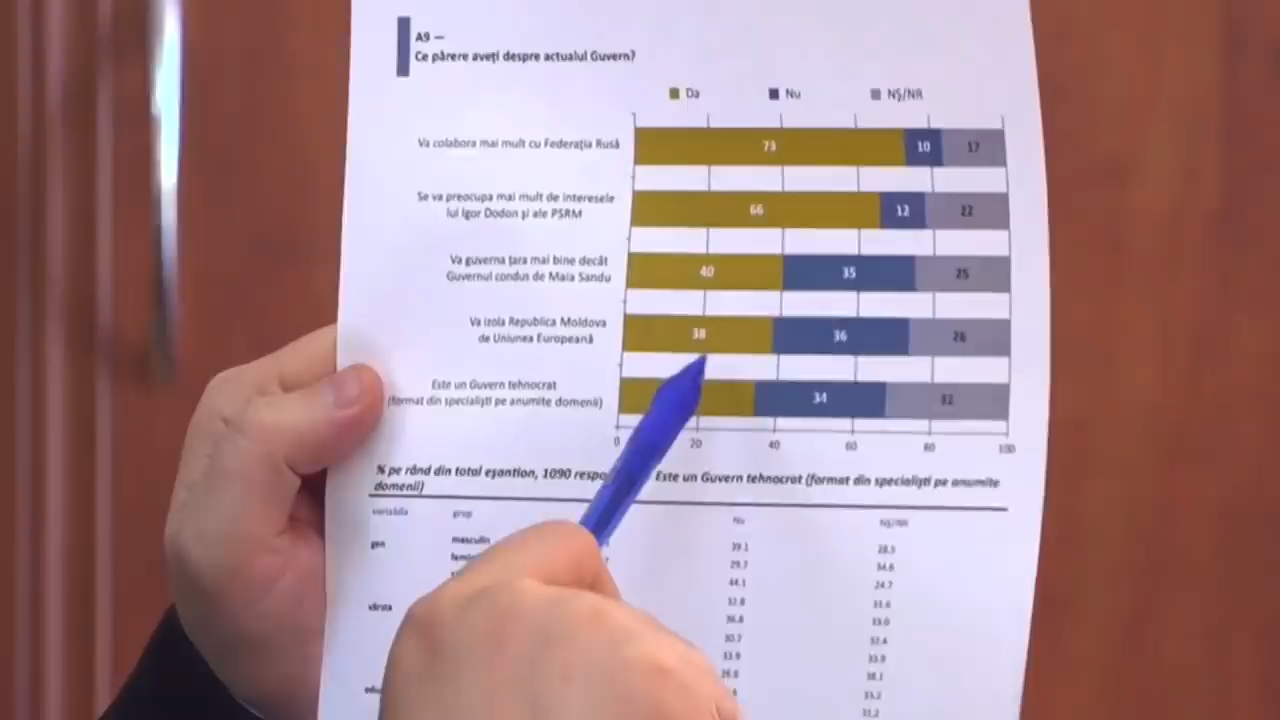 A9 —
Ce părere aveți despre actualul Guvern?
Da Nu NȘ/NR
Va colabora mai mult cu Federația Rusă 73 10 17
Se va preocupa mai mult de interesele
lui Igor Dodon și ale PSRM 66 12 22
Va guverna țara mai bine decât
Guvernul condus de Maia Sandu 40 35 25
Va izola Republica Moldova
de Uniunea Europeană 38 36 26
Este un Guvern tehnocrat
(format din specialiști pe anumite domenii) 34 32
0 20 40 60 80 100
% pe rând din total eșantion, 1090 Este un Guvern tehnocrat (format din specialiști pe anumite
domenii)
variabila grup Nu NȘ/NR
gen masculin 39.1 28.5
29.7 34.6
44.1 24.7
vârsta 32.8 31.6
36.8 33.0
30.7 32.4
33.9 33.9
38.1
33.2
31.2